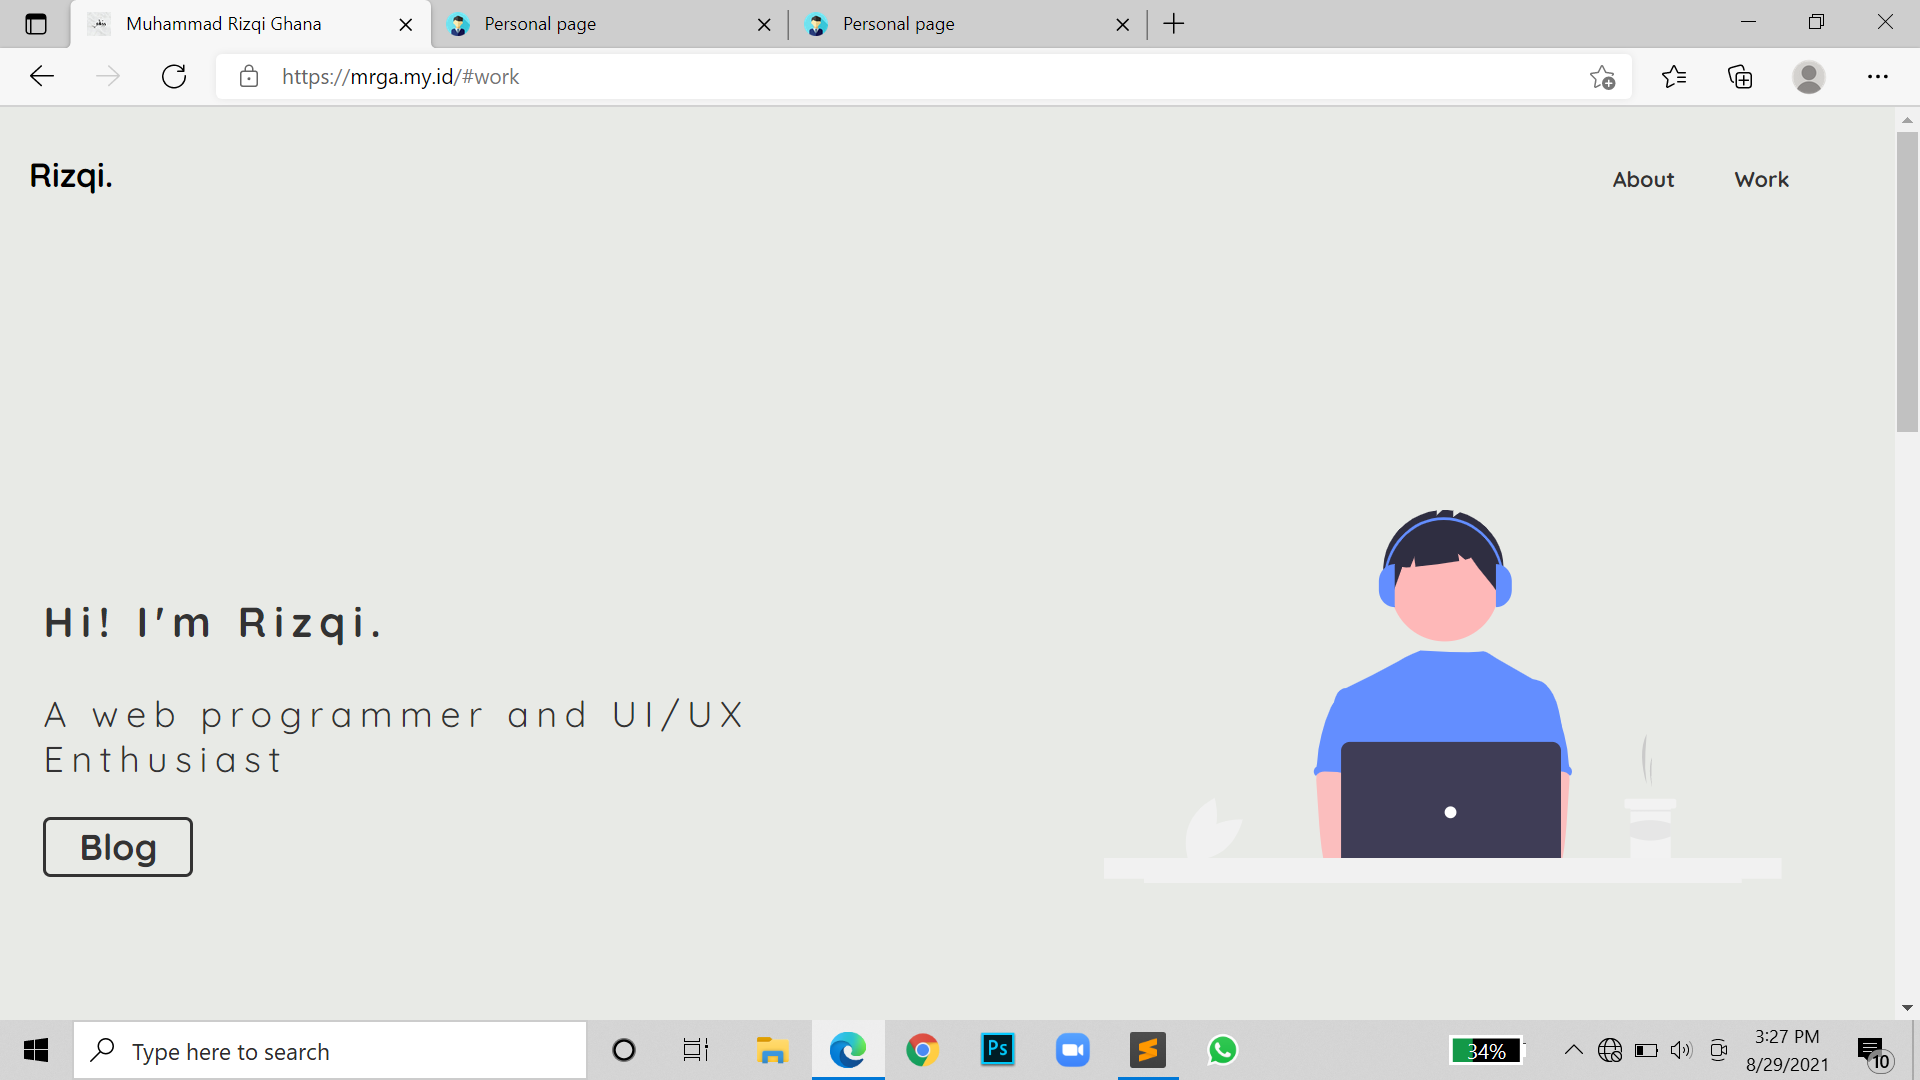 Muhammad Rizqi Ghana
Personal page
Personal page
https://mrga.my.id/#work
Rizqi.
About
Work
Hi! I'm Rizqi.
A web programmer and UI/UX
Enthusiast
Blog
Type here to search
Ps
34%
3:27 PM
8/29/2021
10